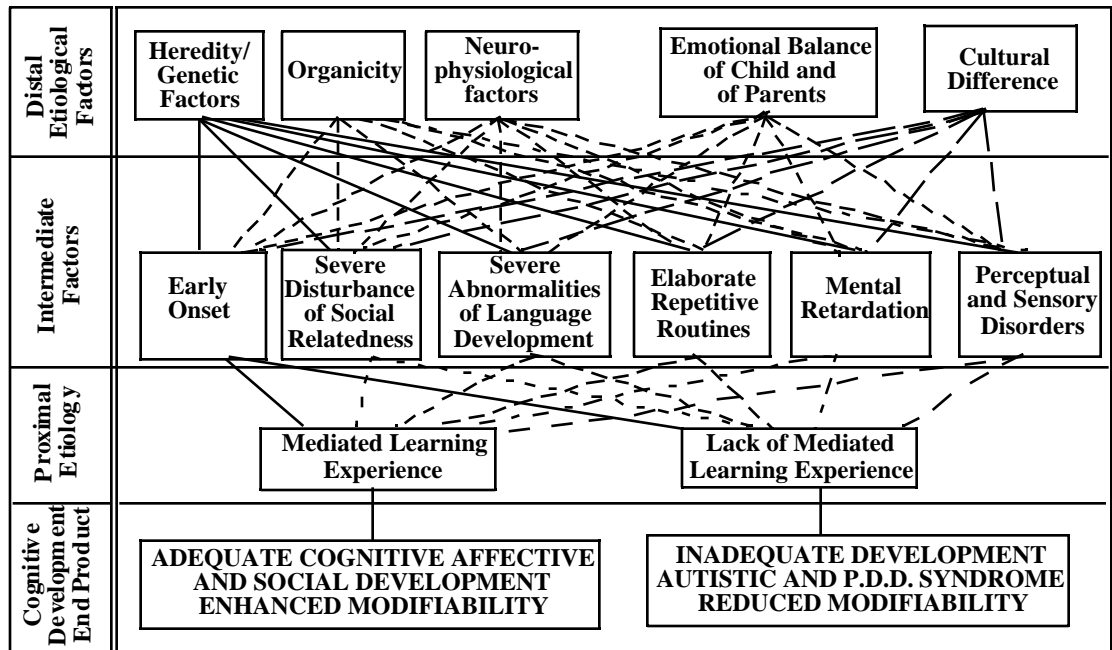 Distal
Etiological
Factors
Heredity/
Genetic
Factors
Organicity
Neuro-
physiological
factors
Emotional Balance
of Child and
of Parents
Cultural
Difference
Intermediate
Factors
Early
Onset
Severe
Disturbance
of Social
Relatedness
Severe
Abnormalities
of Language
Development
Elaborate
Repetitive
Routines
Mental
Retardation
Perceptual
and Sensory
Disorders
Proximal
Etiology
Mediated Learning
Experience
Lack of Mediated
Learning Experience
Cognitive
Development
End Product
ADEQUATE COGNITIVE AFFECTIVE
AND SOCIAL DEVELOPMENT
ENHANCED MODIFIABILITY
INADEQUATE DEVELOPMENT
AUTISTIC AND P.D.D. SYNDROME
REDUCED MODIFIABILITY